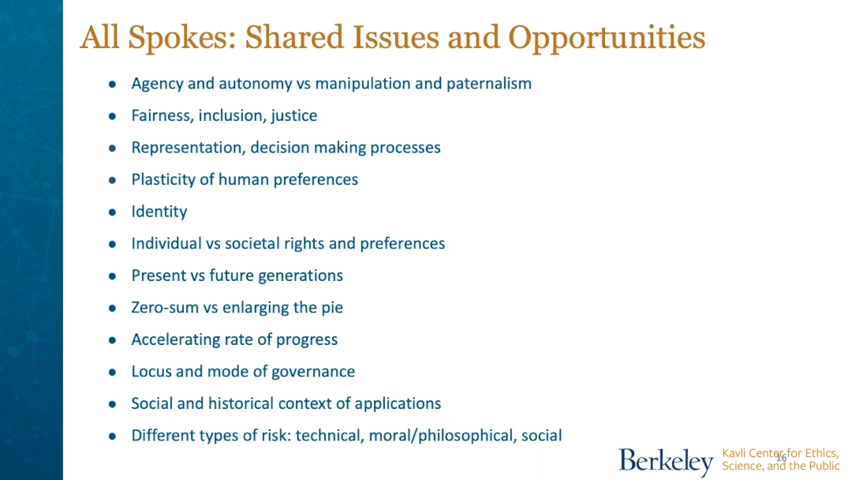 All Spokes: Shared Issues and Opportunities
● Agency and autonomy vs manipulation and paternalism
● Fairness, inclusion, justice
● Representation, decision making processes
● Plasticity of human preferences
● Identity
● Individual vs societal rights and preferences
● Present vs future generations
● Zero-sum vs enlarging the pie
● Accelerating rate of progress
● Locus and mode of governance
● Social and historical context of applications
● Different types of risk: technical, moral/philosophical, social
Berkeley
Kavli Center for Ethics,
Science, and the Public
16